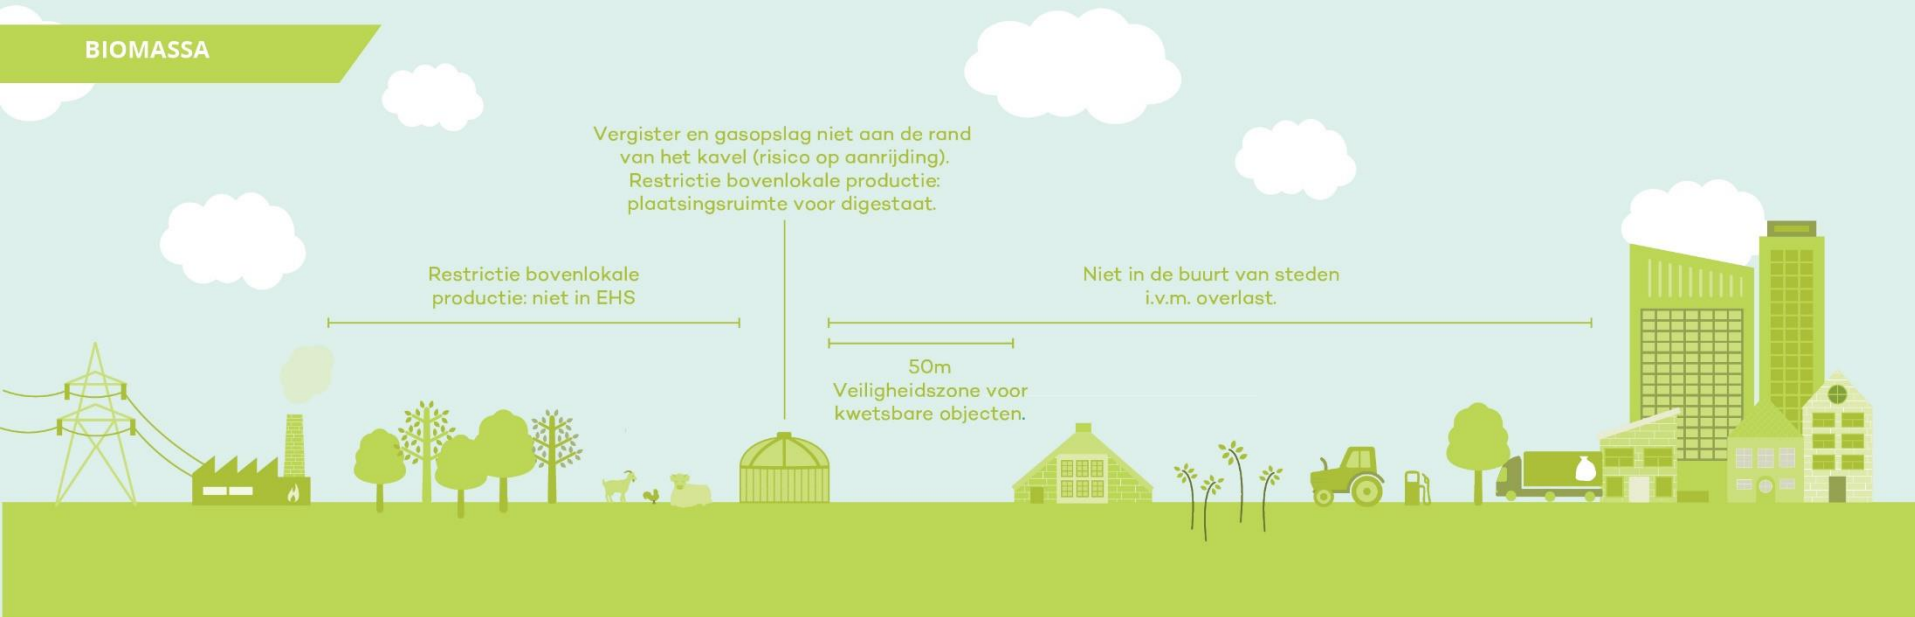 BIOMASSA
Vergister en gasopslag niet aan de rand
van het kavel (risico op aanrijding).
Restrictie bovenlokale productie:
plaatsingsruimte voor digestaat.
Restrictie bovenlokale
productie: niet in EHS
Niet in de buurt van steden
i.v.m. overlast.
50m
Veiligheidszone voor
kwetsbare objecten.